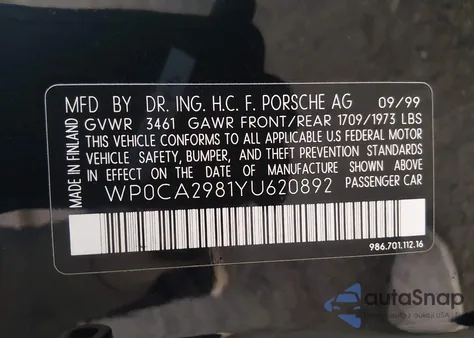 MFD BY DR. ING. H.C. F. PORSCHE AG 09/99
GVWR 3461 GAWR FRONT/REAR 1709/1973 LBS
THIS VEHICLE CONFORMS TO ALL U.S. FEDERAL MOTOR
VEHICLE SAFETY, BUMPER, AND THEFT PREVENTION STANDARDS
IN EFFECT ON THE DATE OF MANUFACTURE SHOWN ABOVE.
WP0CA2981YU620892 PASSENGER CAR
MADE IN FINLAND
986.701.112.16
autoSnap